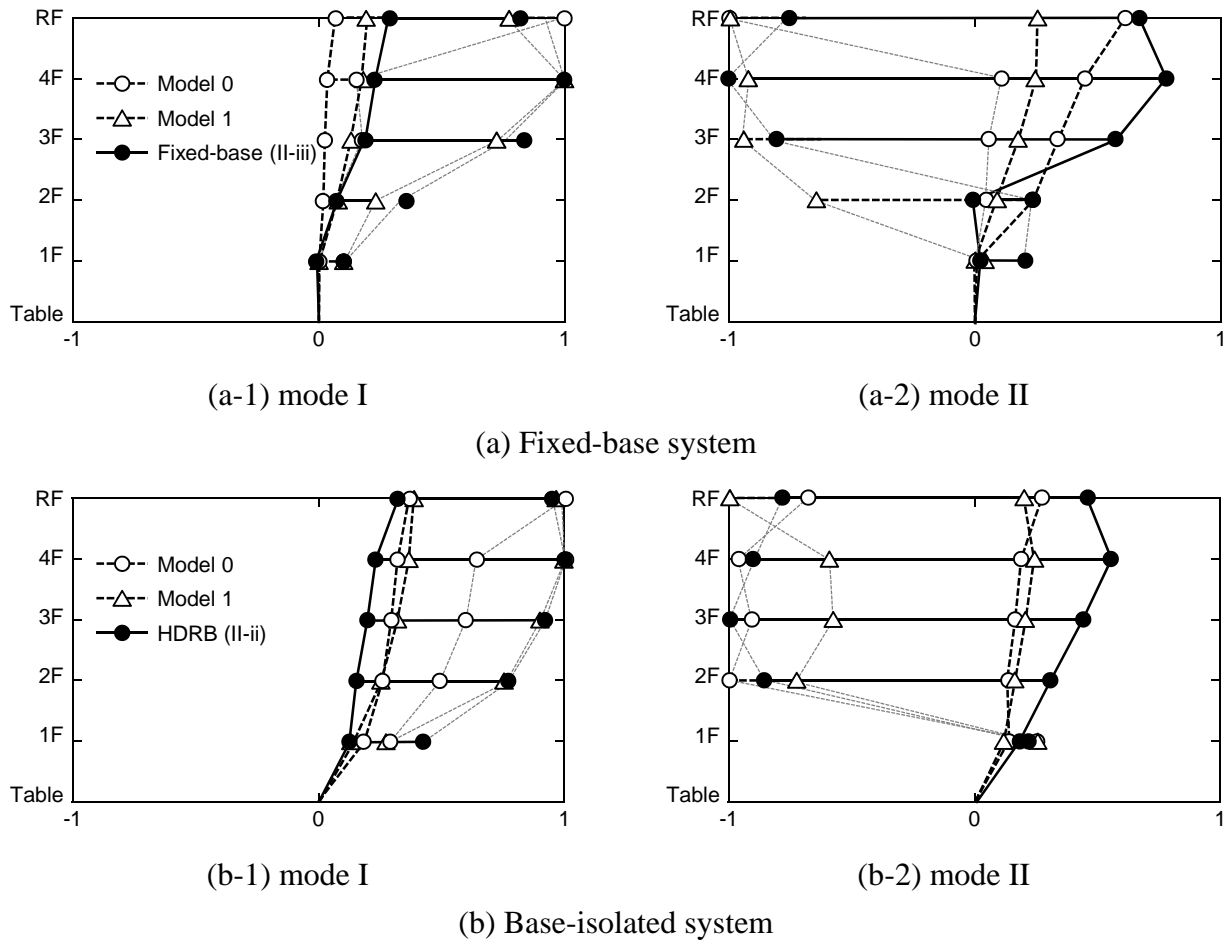 RF
4F
3F
2F
1F
Table
Model 0
Model 1
Fixed-base (II-iii)
-1
0
1
(a-1) mode I
RF
4F
3F
2F
1F
Table
-1
0
1
(a-2) mode II
(a) Fixed-base system
RF
4F
3F
2F
1F
Table
Model 0
Model 1
HDRB (II-ii)
-1
0
1
(b-1) mode I
RF
4F
3F
2F
1F
Table
-1
0
1
(b-2) mode II
(b) Base-isolated system